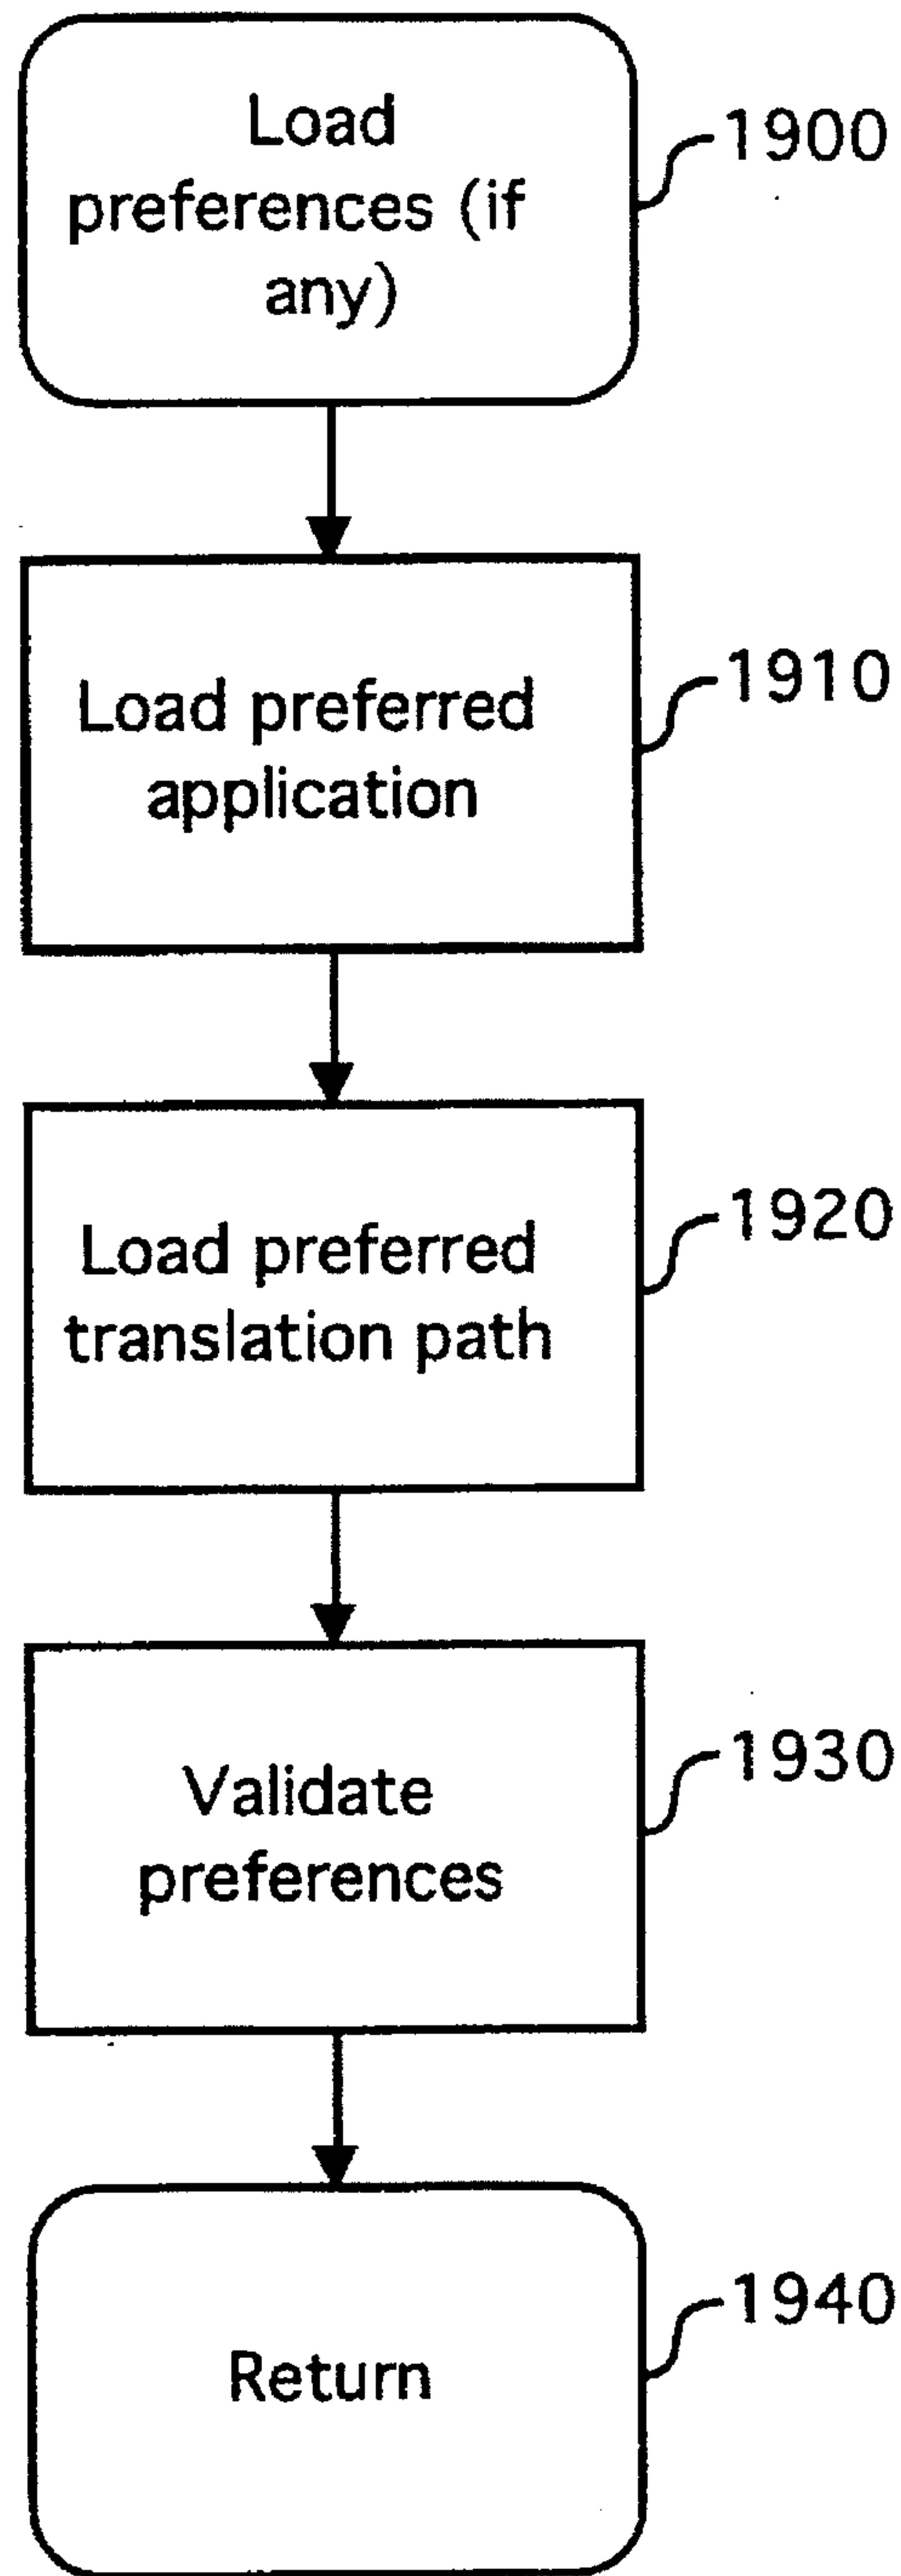 Load
preferences (if
any)
1900
Load preferred
application
1910
Load preferred
translation path
1920
Validate
preferences
1930
Return
1940